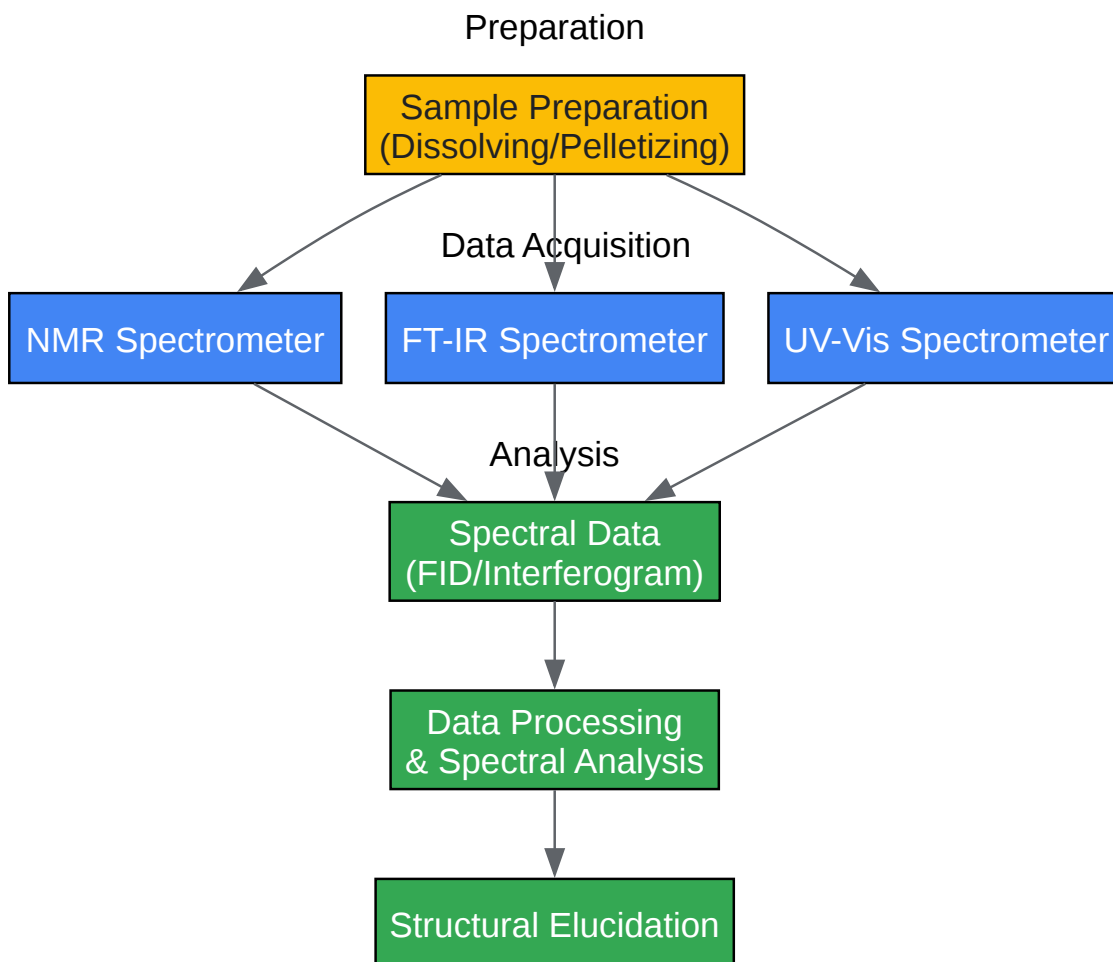 Preparation
Sample Preparation
(Dissolving/Pelletizing)
Data Acquisition
NMR Spectrometer
FT-IR Spectrometer
UV-Vis Spectrometer
Analysis
Spectral Data
(FID/Interferogram)
Data Processing
& Spectral Analysis
Structural Elucidation